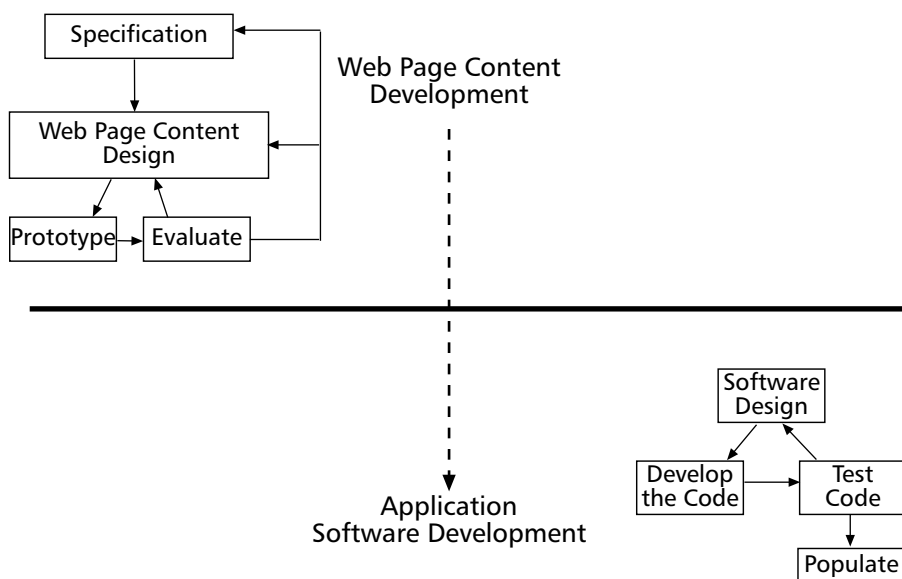 Specification
Web Page Content
Design
Prototype
Evaluate
Web Page Content
Development
Application
Software Development
Software
Design
Develop
the Code
Test
Code
Populate